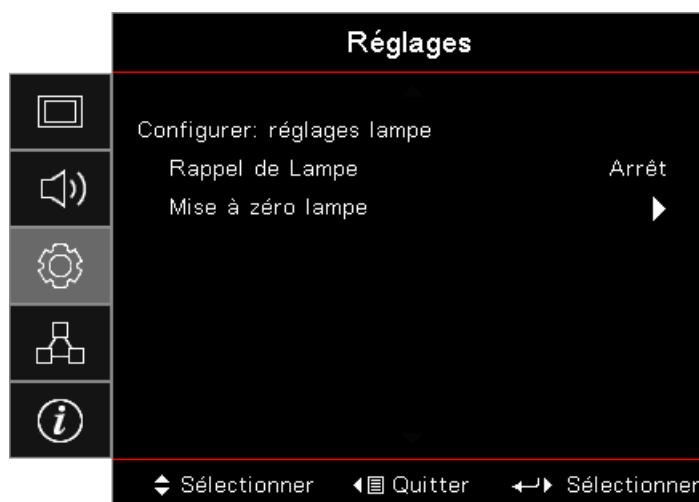 Réglages
Configurer: réglages lampe
Rappel de Lampe Arrêt
Mise à zéro lampe
Sélectionner Quitter Sélectionner